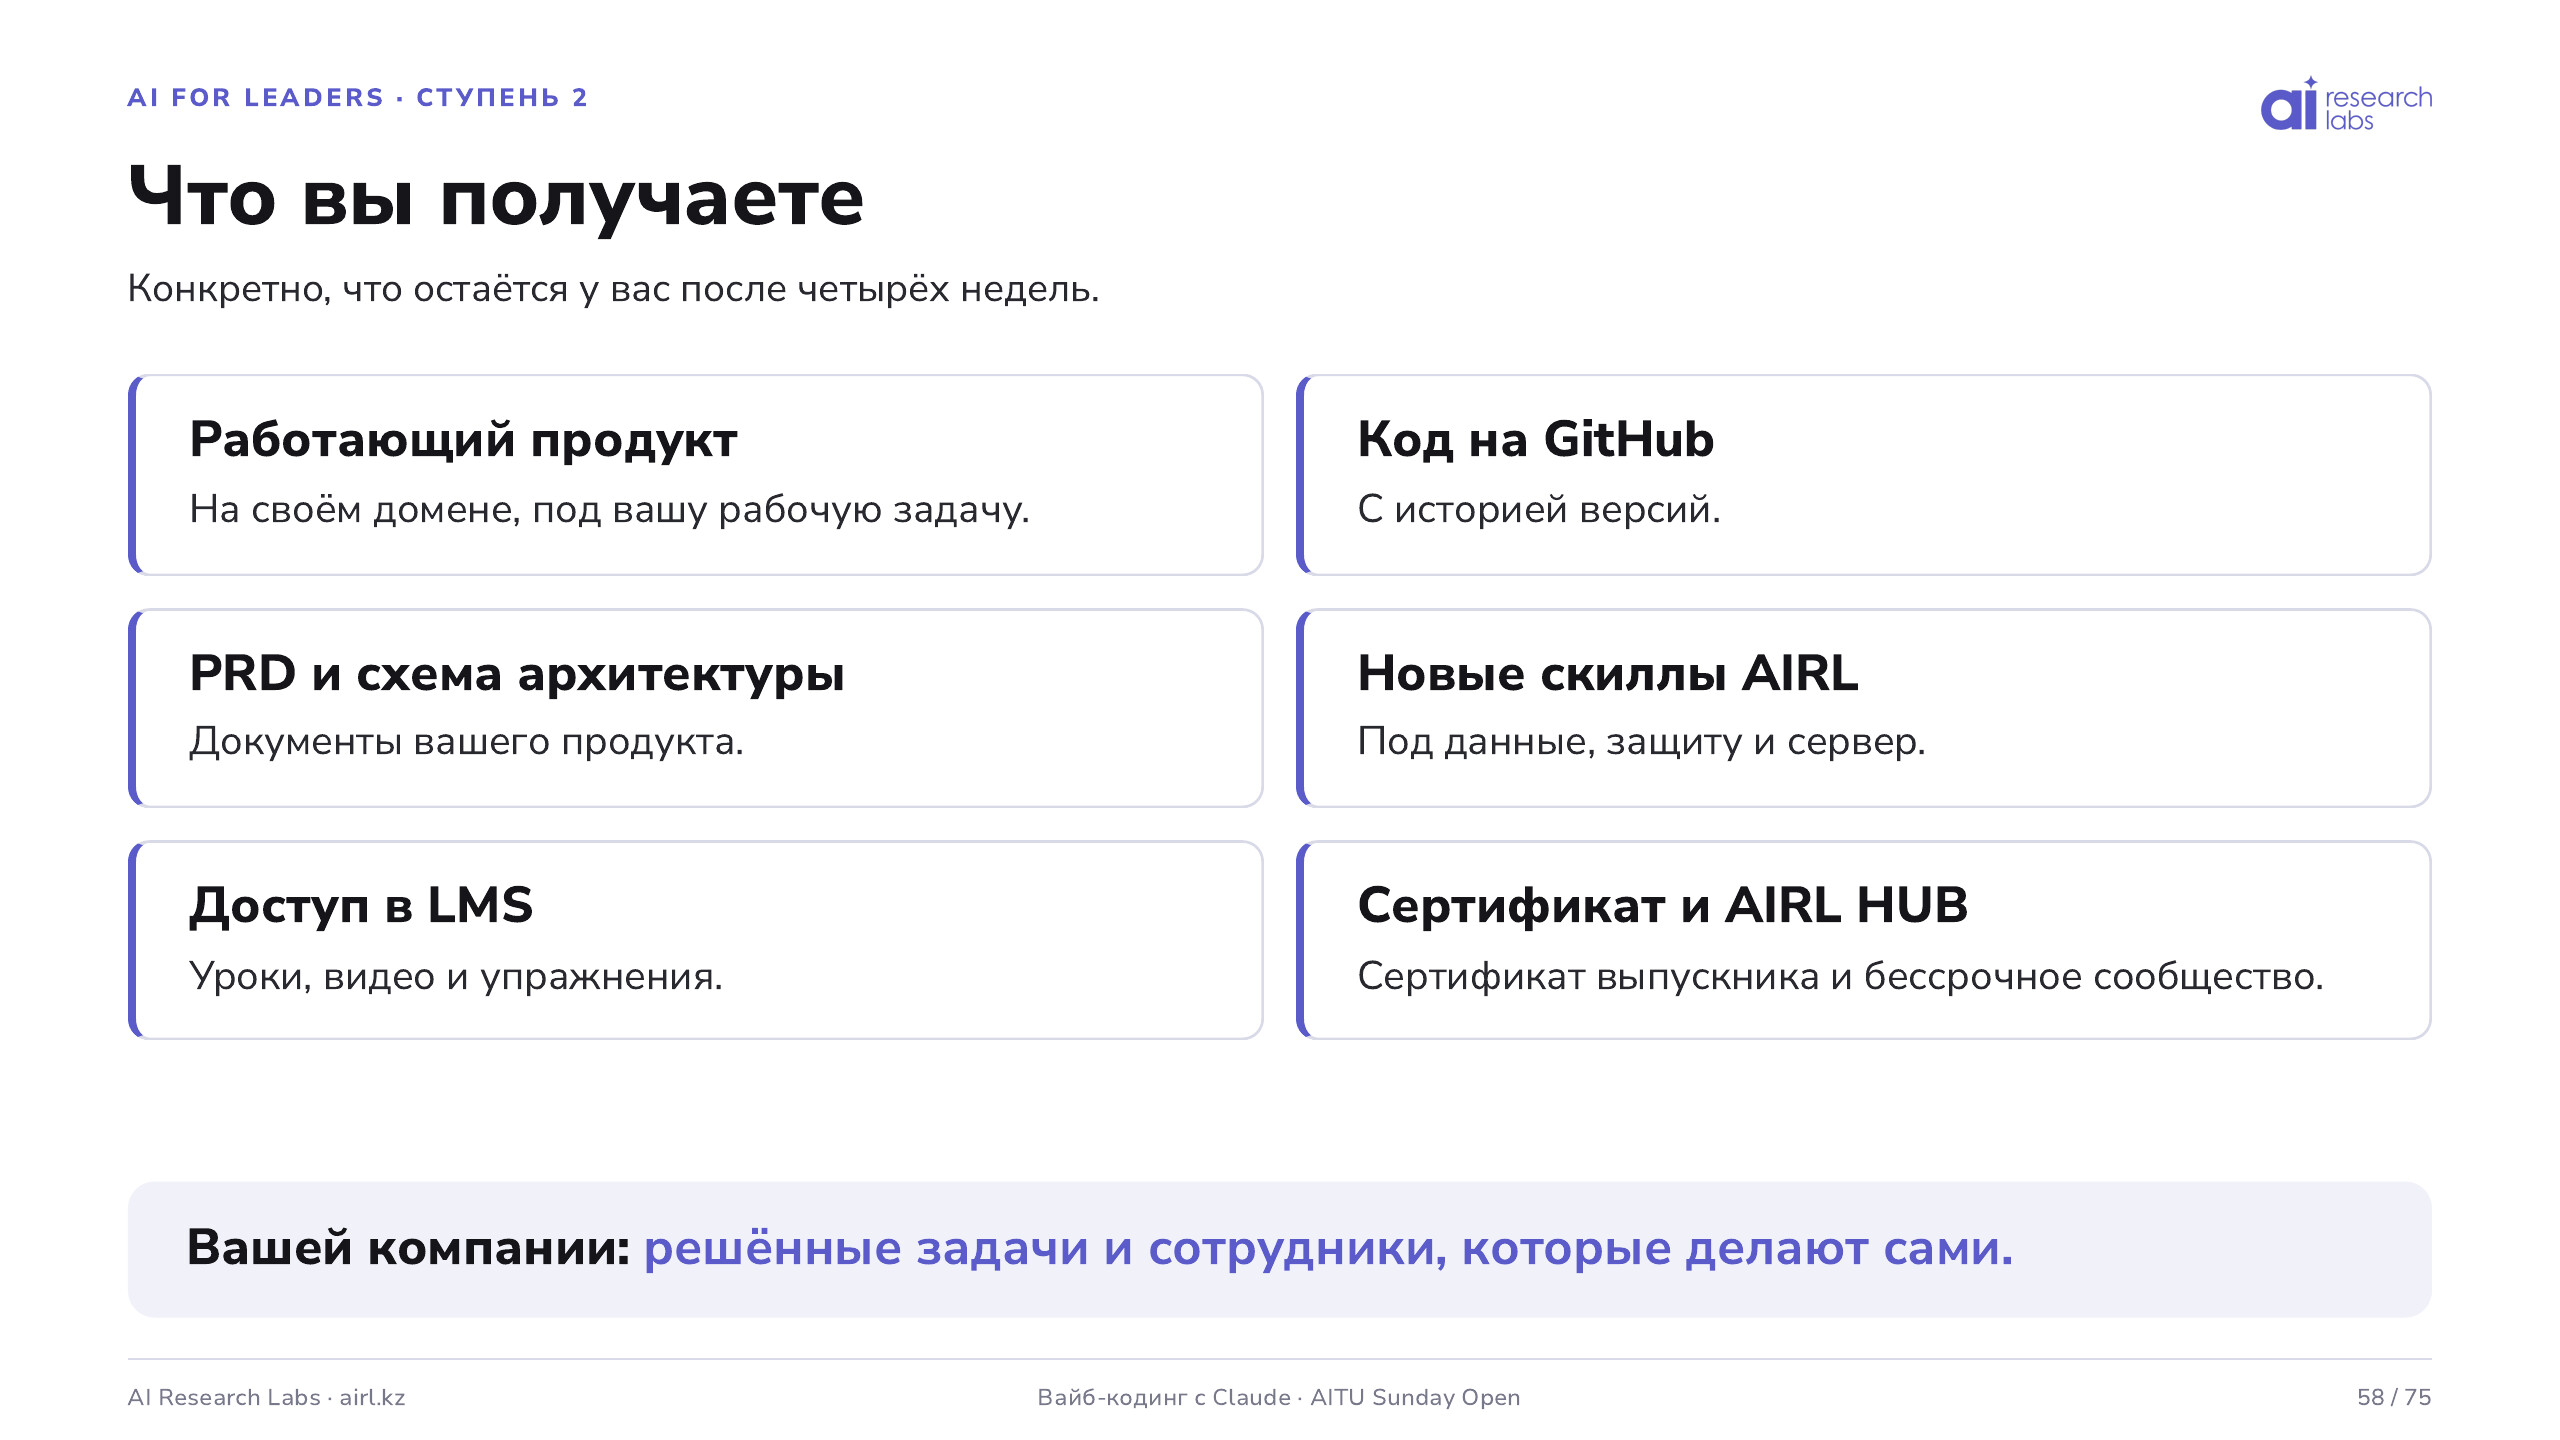 AI FOR LEADERS · СТУПЕНЬ 2
ai research labs
Что вы получаете
Конкретно, что остаётся у вас после четырёх недель.
Работающий продукт
На своём домене, под вашу рабочую задачу.
Код на GitHub
С историей версий.
PRD и схема архитектуры
Документы вашего продукта.
Новые скиллы AIRL
Под данные, защиту и сервер.
Доступ в LMS
Уроки, видео и упражнения.
Сертификат и AIRL HUB
Сертификат выпускника и бессрочное сообщество.
Вашей компании: решённые задачи и сотрудники, которые делают сами.
AI Research Labs · airl.kz
Вайб-кодинг с Claude · AITU Sunday Open
58 / 75